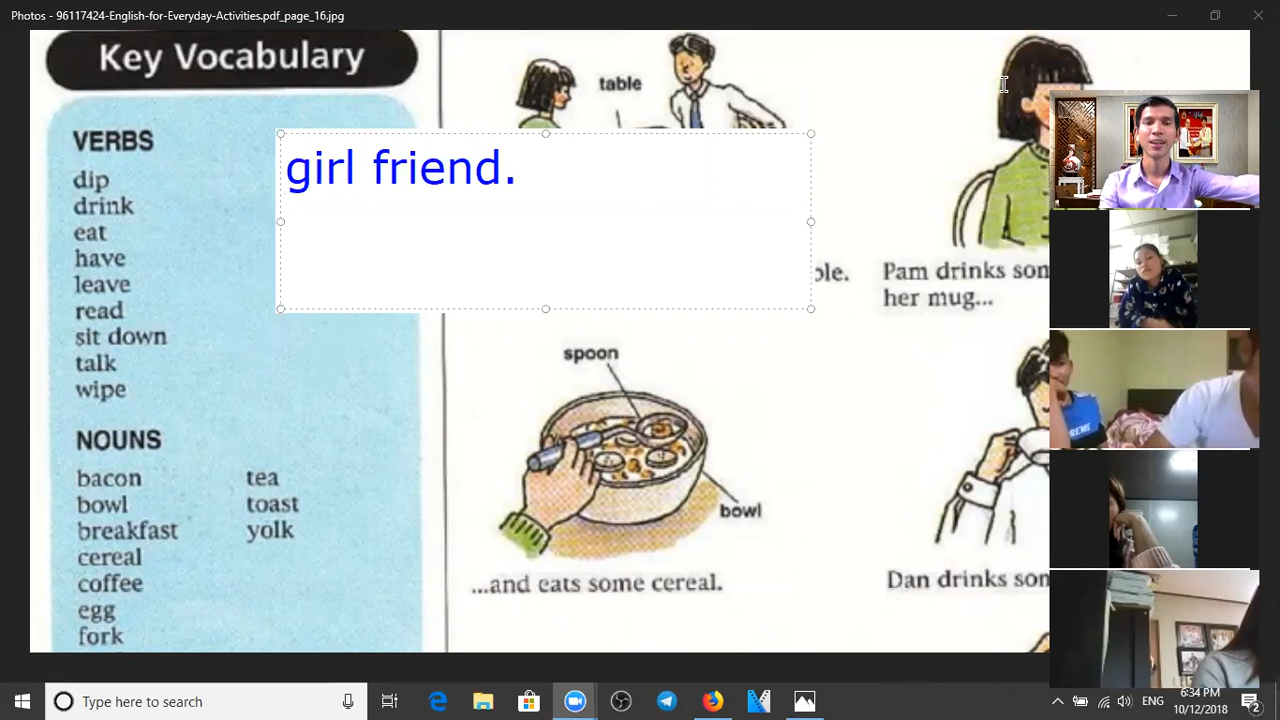 Photos - 96117424-English-for-Everyday-Activities.pdf_page_16.jpg
Key Vocabulary
VERBS
dip
drink
eat
have
leave
read
sit down
talk
wipe
NOUNS
bacon
bowl
breakfast
cereal
coffee
egg
fork
tea
toast
yolk
table
girl friend.
ble.
Pam drinks som
her mug...
spoon
bowl
...and eats some cereal.
Dan drinks som
REME
Type here to search
ENG
6:34 PM
10/12/2018
2